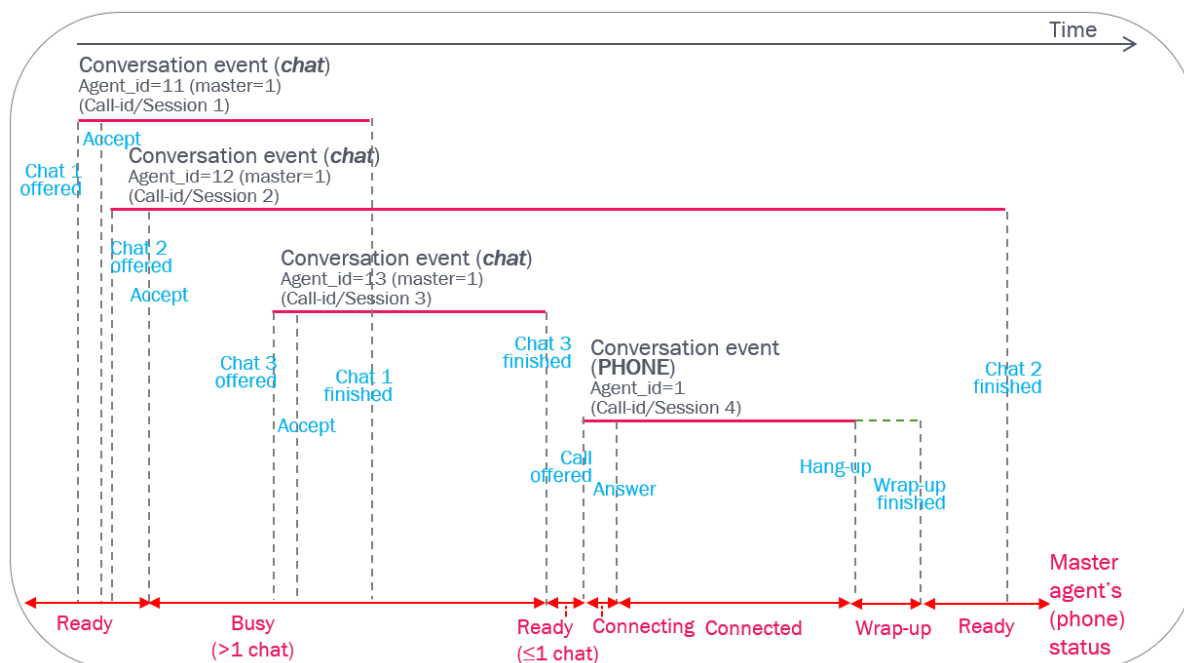 Time
Conversation event (chat)
Agent_id=11 (master=1)
(Call-id/Session 1)
Accept
Chat 1
offered
Conversation event (chat)
Agent_id=12 (master=1)
(Call-id/Session 2)
Chat 2
offered
Accept
Conversation event (chat)
Agent_id=13 (master=1)
(Call-id/Session 3)
Chat 3
offered
Accept
Chat 1
finished
Chat 3
finished
Conversation event
(PHONE)
Agent_id=1
(Call-id/Session 4)
Chat 2
finished
Call
offered
Answer
Hang-up
Wrap-up
finished
Ready
Busy
(>1 chat)
Ready
(≤1 chat)
Connecting
Connected
Wrap-up
Ready
Master
agent's
(phone)
status